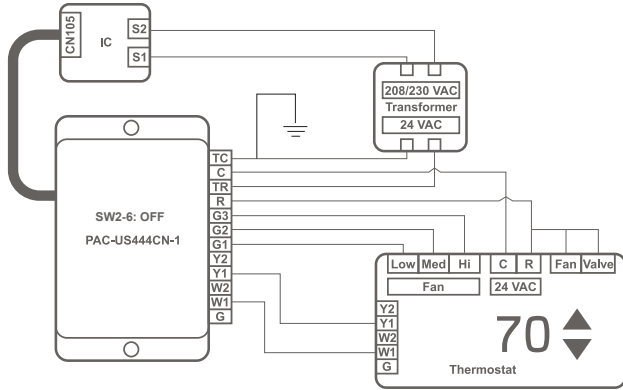 CN105
IC
S2
S1
208/230 VAC
Transformer
24 VAC
SW2-6: OFF
PAC-US444CN-1
TC
C
TR
R
G3
G2
G1
Y2
Y1
W2
W1
G
Low Med Hi C R Fan Valve
Fan 24 VAC
Y2
Y1
W2
W1
G
70
Thermostat